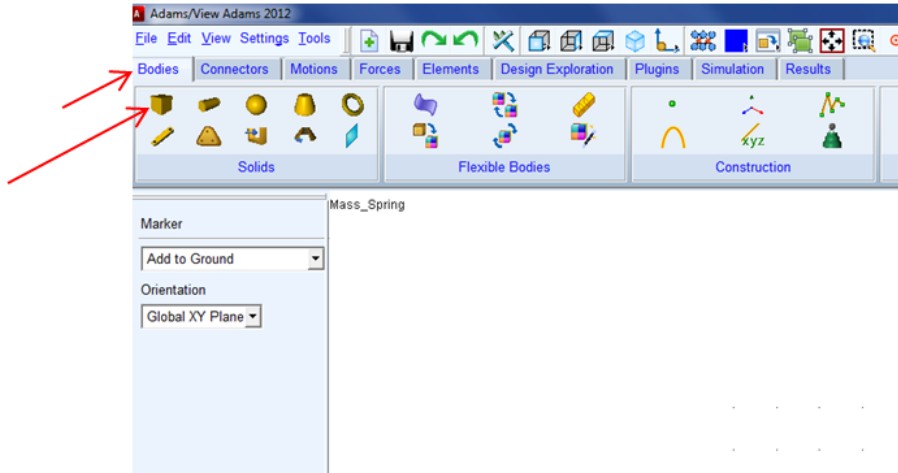 Adams/View Adams 2012
File Edit View Settings Tools
Bodies Connectors Motions Forces Elements Design Exploration Plugins Simulation Results
xyz
Solids Flexible Bodies Construction
Mass_Spring
Marker
Add to Ground
Orientation
Global XY Plane